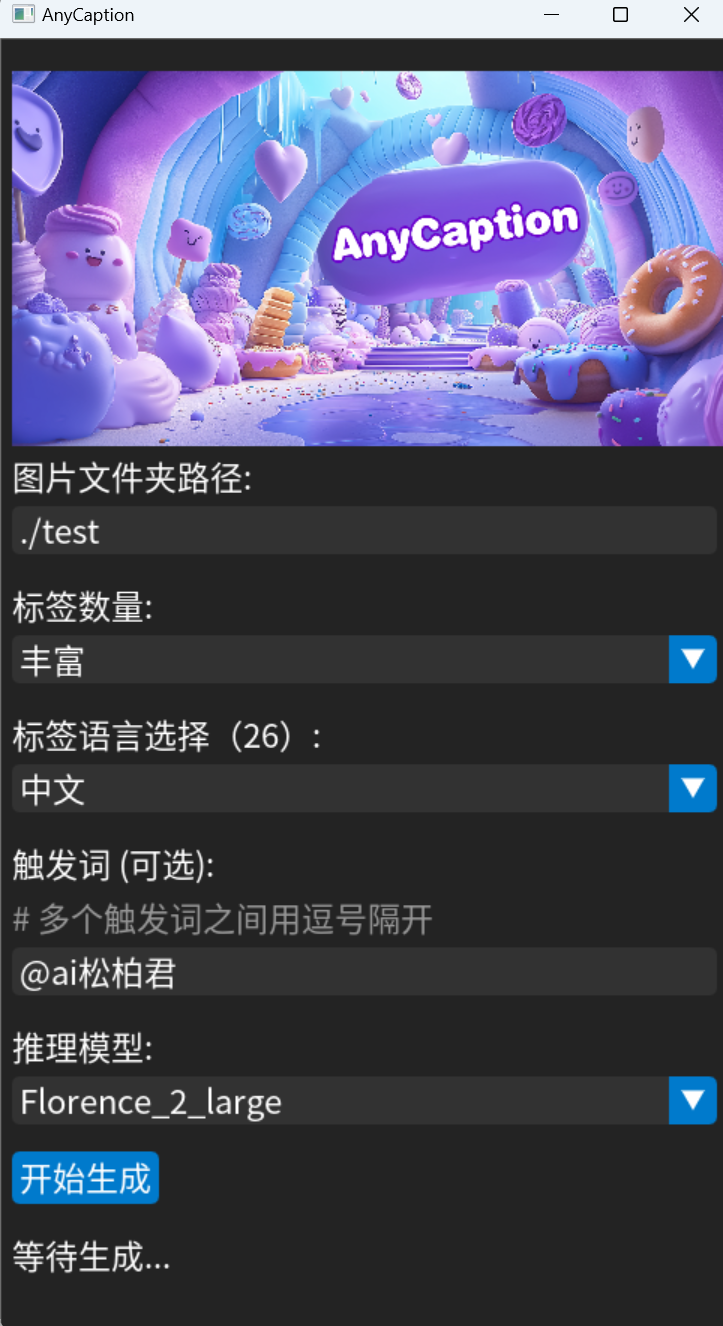 AnyCaption
AnyCaption
图片文件夹路径:
./test
标签数量:
丰富
标签语言选择（26）:
中文
触发词 (可选):
# 多个触发词之间用逗号隔开
@ai松柏君
推理模型:
Florence_2_large
开始生成
等待生成...